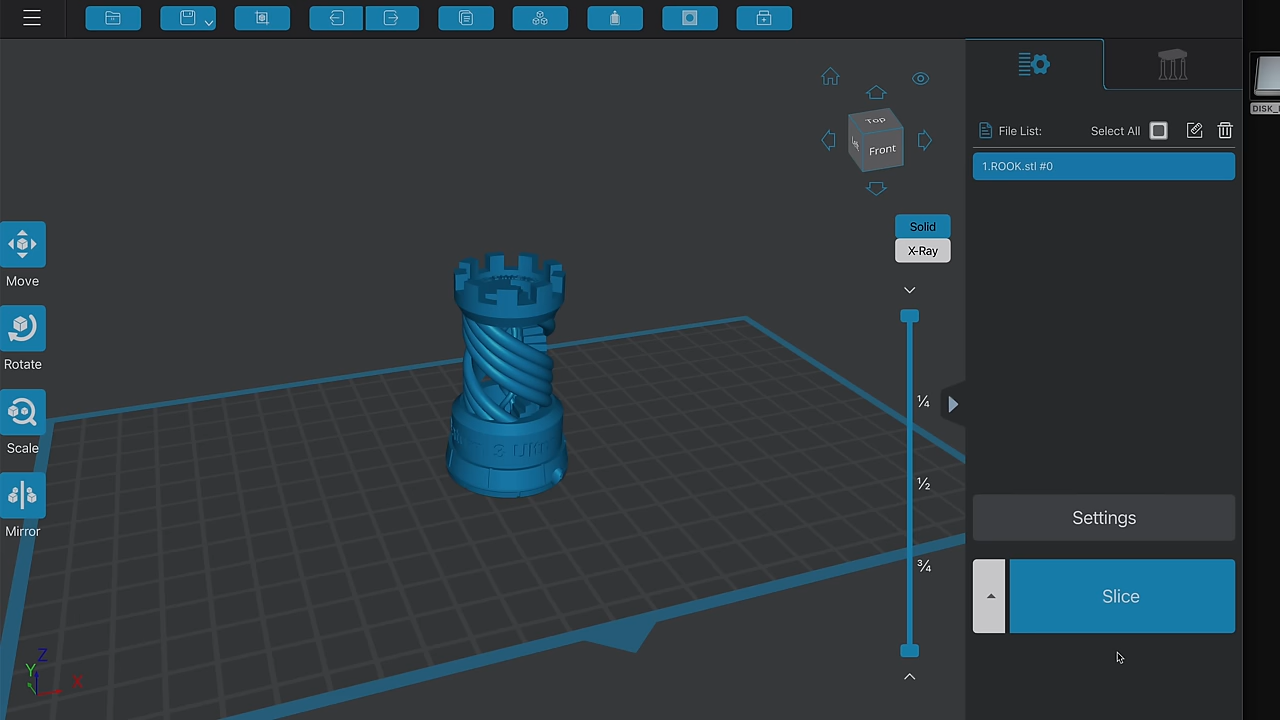 Top
Front
File List:
Select All
1.ROOK.stl #0
Solid
X-Ray
Move
Rotate
Scale
Mirror
¼
½
¾
Settings
Slice
Z
Y
X